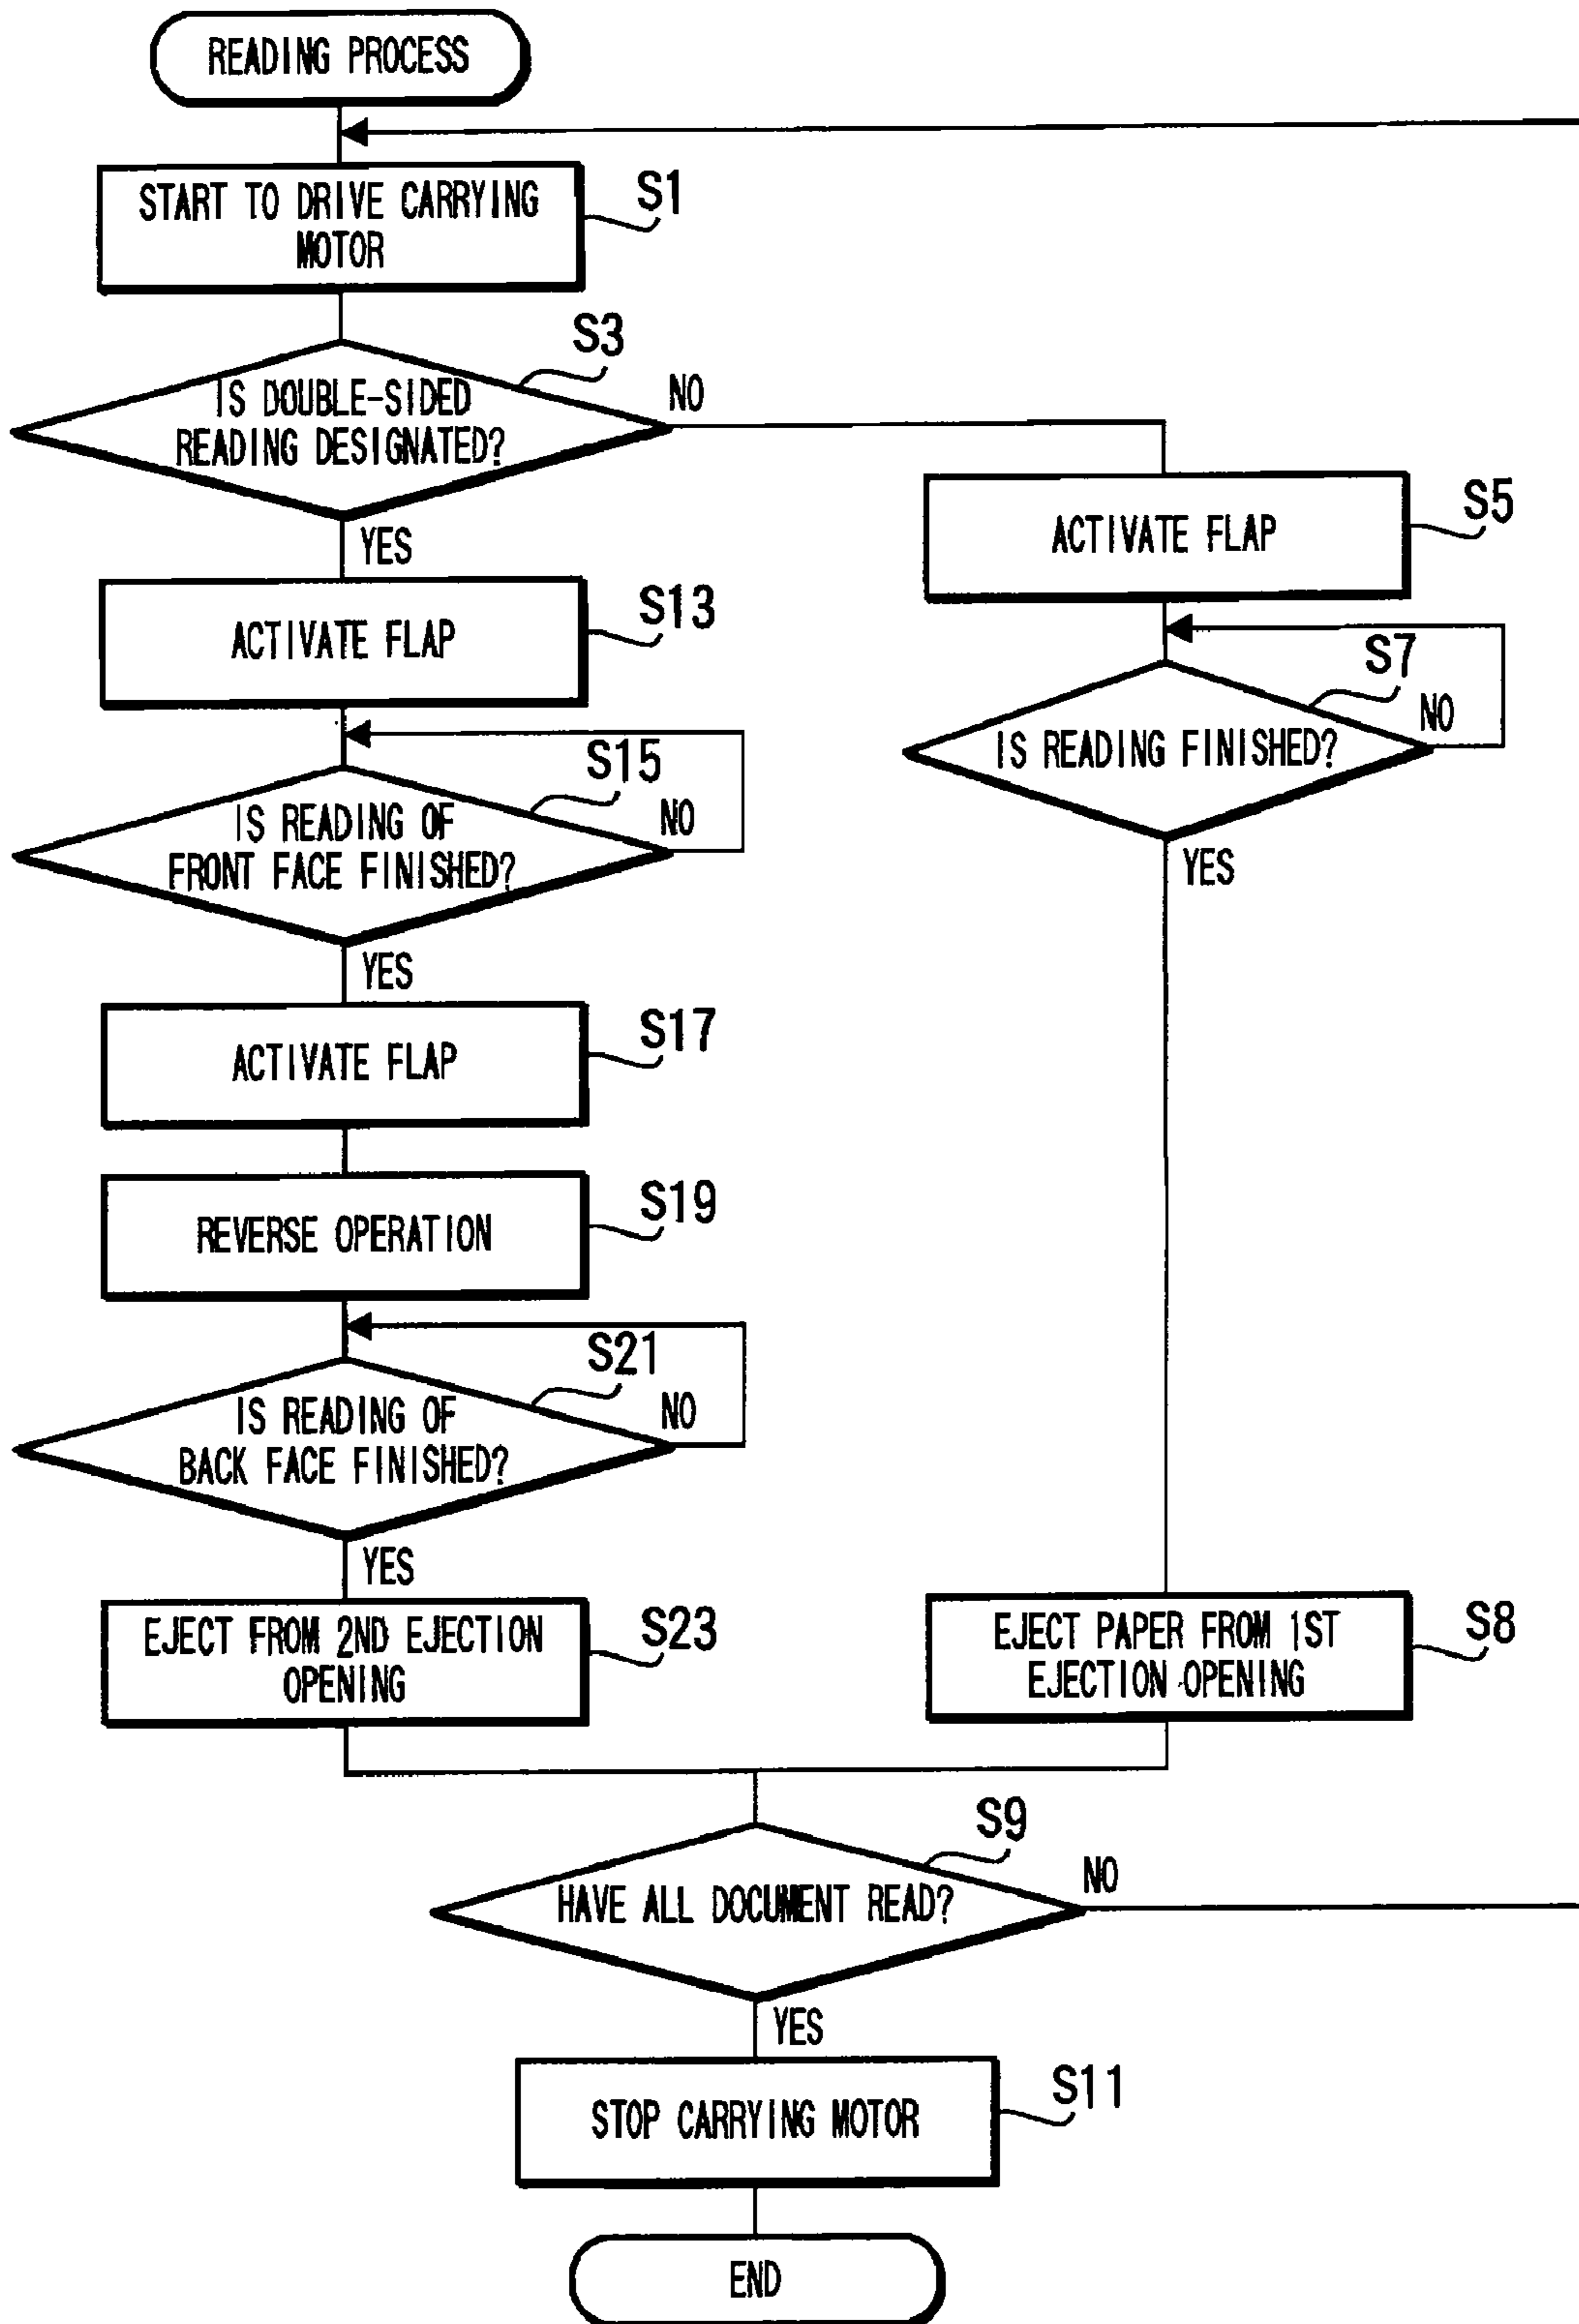 READING PROCESS
START TO DRIVE CARRYING
MOTOR
S1
IS DOUBLE-SIDED
READING DESIGNATED?
S3
NO
YES
ACTIVATE FLAP
S5
ACTIVATE FLAP
S13
IS READING FINISHED?
S7
NO
YES
IS READING OF
FRONT FACE FINISHED?
S15
NO
YES
ACTIVATE FLAP
S17
REVERSE OPERATION
S19
IS READING OF
BACK FACE FINISHED?
S21
NO
YES
EJECT FROM 2ND EJECTION
OPENING
S23
EJECT PAPER FROM 1ST
EJECTION OPENING
S8
HAVE ALL DOCUMENT READ?
S9
NO
YES
STOP CARRYING MOTOR
S11
END